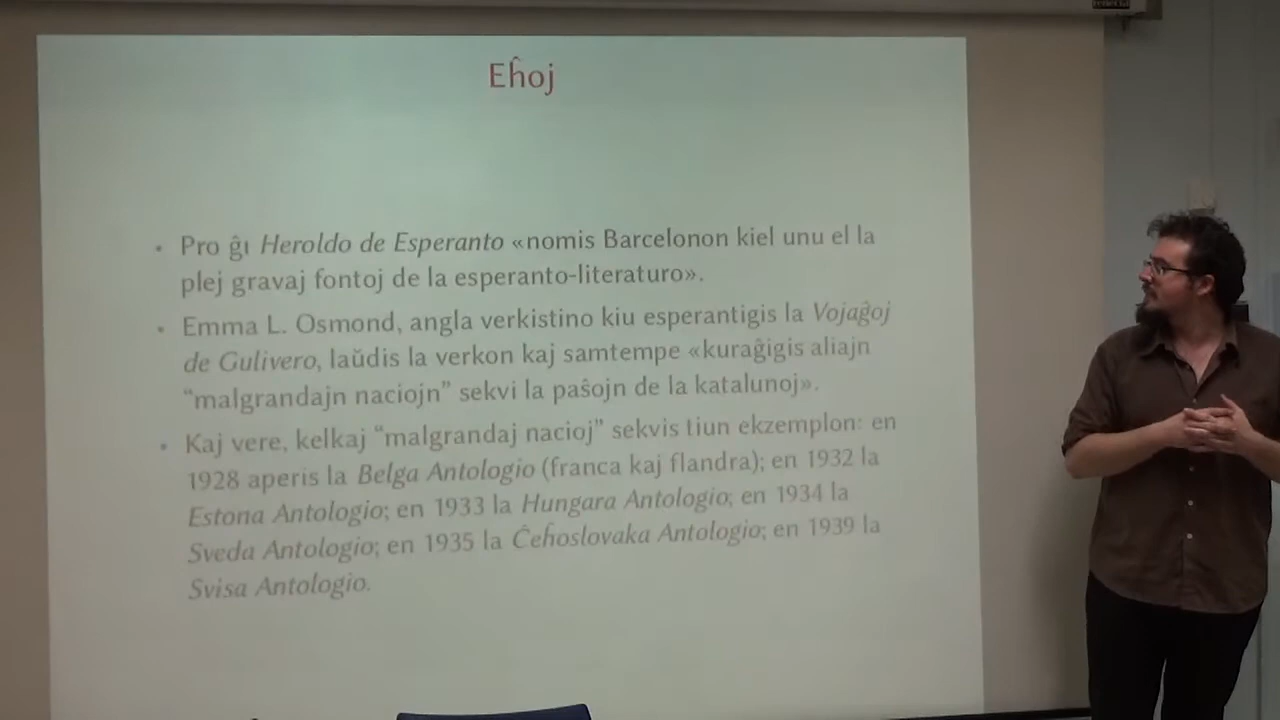 Eĥoj
• Pro ĝi Heroldo de Esperanto «nomis Barcelonon kiel unu el la
plej gravaj fontoj de la esperanto-literaturo».
• Emma L. Osmond, angla verkistino kiu esperantigis la Vojaĝoj
de Gulivero, laŭdis la verkon kaj samtempe «kuraĝigis aliajn
“malgrandajn naciojn” sekvi la paŝojn de la katalunoj».
• Kaj vere, kelkaj “malgrandaj nacioj” sekvis tiun ekzemplon: en
1928 aperis la Belga Antologio (franca kaj flandra); en 1932 la
Estona Antologio; en 1933 la Hungara Antologio; en 1934 la
Sveda Antologio; en 1935 la Ĉeĥoslovaka Antologio; en 1939 la
Svisa Antologio.